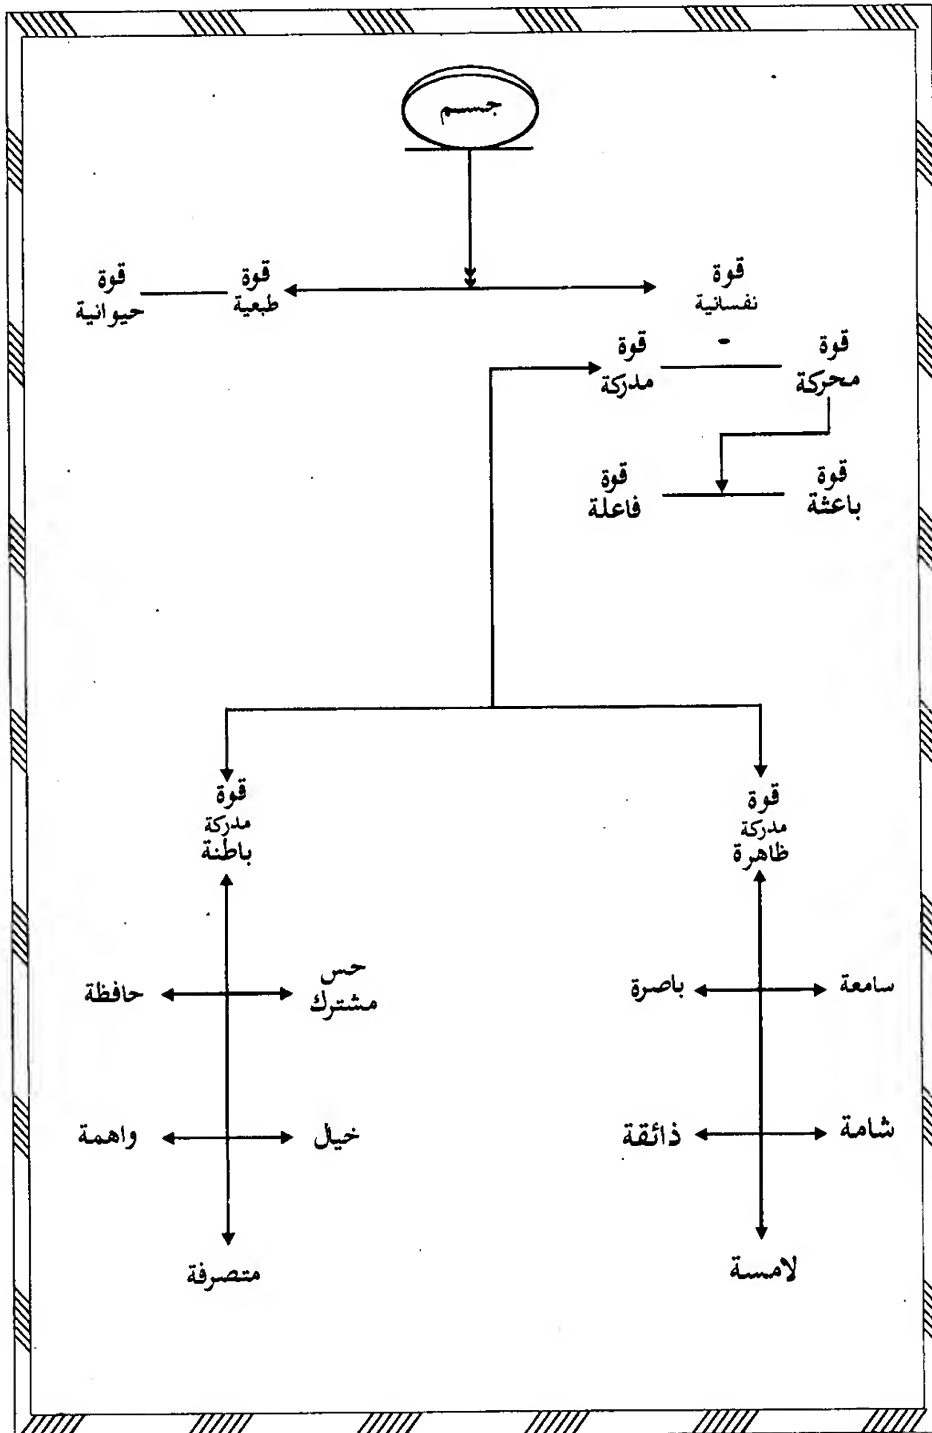 جسم
قوة
نفسانية
قوة
طبعية
قوة
حيوانية
قوة
محركة
قوة
مدركة
قوة
باعثة
قوة
فاعلة
قوة
مدركة
ظاهرة
سامعة
باصرة
شامة
ذائقة
لامسة
قوة
مدركة
باطنة
حس
مشترك
حافظة
خيال
واهمة
متصرفة